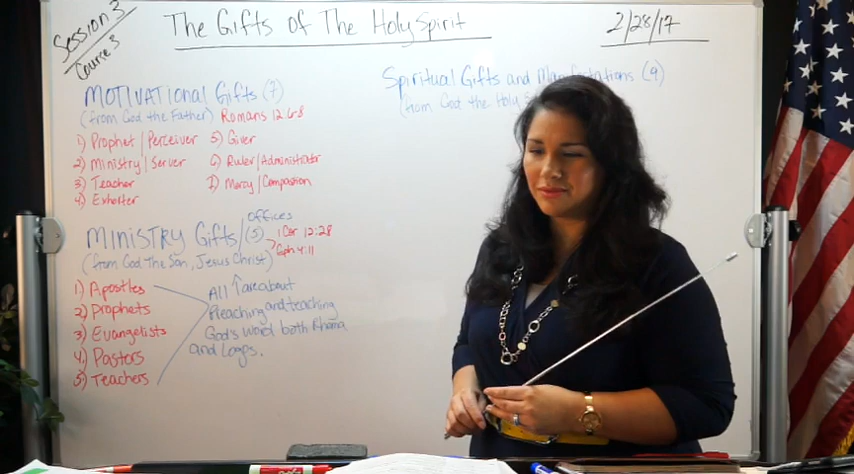 Session 3
Course 3
The Gifts of The Holy Spirit
2/28/17
MOTIVATIONAL Gifts (7)
(from God the Father) Romans 12:6-8
1) Prophet / Perceiver
2) Ministry / Server
3) Teacher
4) Exhorter
5) Giver
6) Ruler/Administrator
7) Mercy/Compassion
MINISTRY Gifts/offices
(5) 1 Cor 12:28
Eph 4:11
(from God the Son, Jesus Christ)
1) Apostles
2) Prophets
3) Evangelists
4) Pastors
5) Teachers
All are about
Preaching and teaching
God's word both Rhema
and Logos.
Spiritual Gifts and Manifestations (9)
(from God the Holy